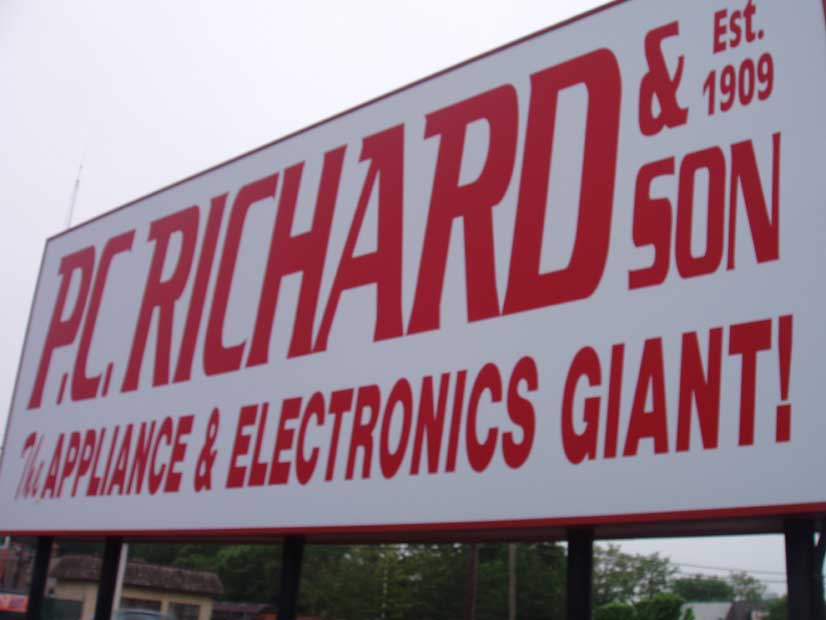 P.C. RICHARD & SON
Est. 1909
The APPLIANCE & ELECTRONICS GIANT!